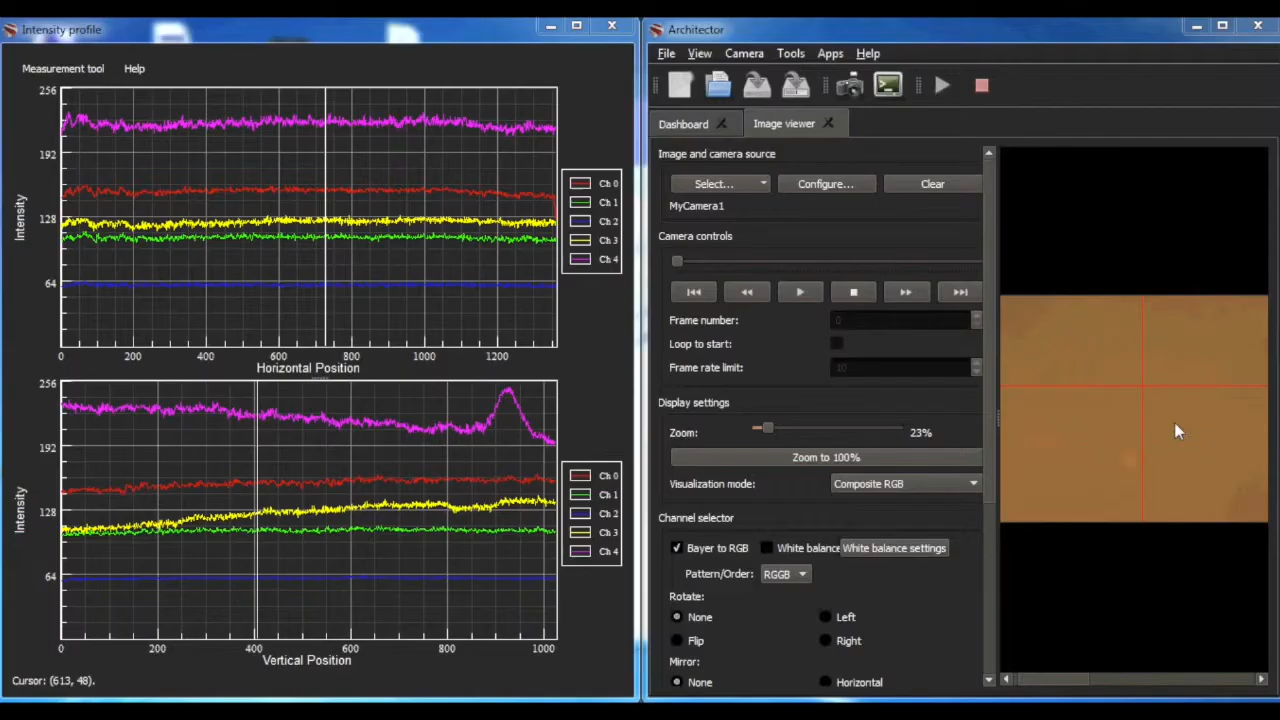 Intensity profile
Measurement tool Help
256
192
128
64
Intensity
0 200 400 600 800 1000 1200
Horizontal Position
Ch 0
Ch 1
Ch 2
Ch 3
Ch 4
256
192
128
64
Intensity
0 200 400 600 800 1000
Vertical Position
Ch 0
Ch 1
Ch 2
Ch 3
Ch 4
Cursor: (613, 48).
Architector
File View Camera Tools Apps Help
Dashboard Image viewer
Image and camera source
Select... Configure... Clear
MyCamera1
Camera controls
Frame number: 0
Loop to start:
Frame rate limit: 10
Display settings
Zoom: 23%
Zoom to 100%
Visualization mode: Composite RGB
Channel selector
Bayer to RGB White balance White balance settings
Pattern/Order: RGGB
Rotate:
None Left
Flip Right
Mirror:
None Horizontal